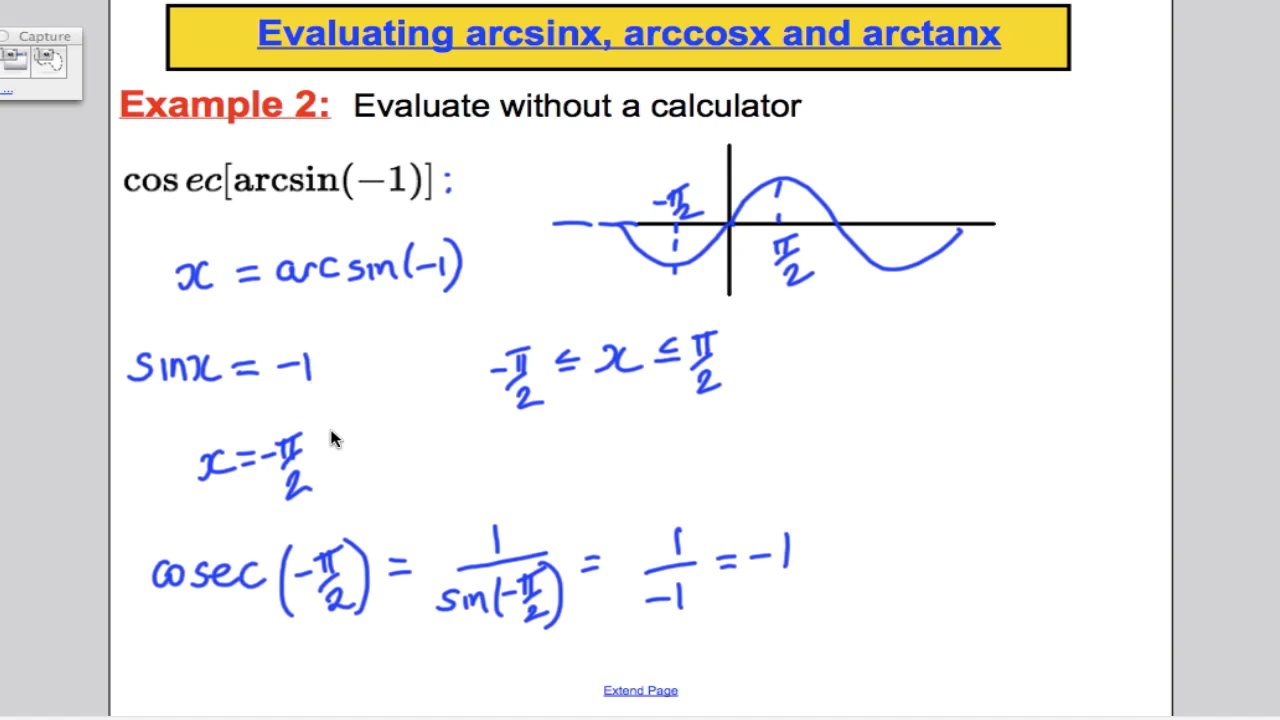 Capture
...
Evaluating arcsinx, arccosx and arctanx
Example 2: Evaluate without a calculator
cos ec[arcsin(−1)] :
-π/2
π/2
x = arcsin(-1)
sinx = -1
-π/2 ≤ x ≤ π/2
x = -π/2
cosec(-π/2) = 1/sin(-π/2) = 1/-1 = -1
Extend Page